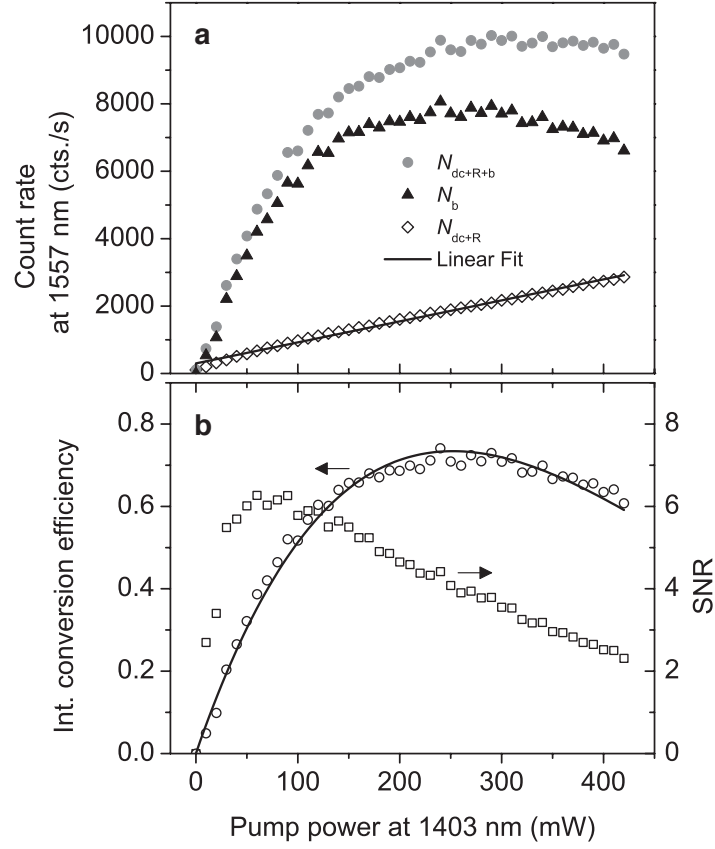 a
10000
8000
6000
4000
2000
0
Count rate
at 1557 nm (cts./s)
N_dc+R+b
N_b
N_dc+R
Linear Fit
b
0.8
0.6
0.4
0.2
0.0
Int. conversion efficiency
8
6
4
2
0
SNR
0 100 200 300 400
Pump power at 1403 nm (mW)